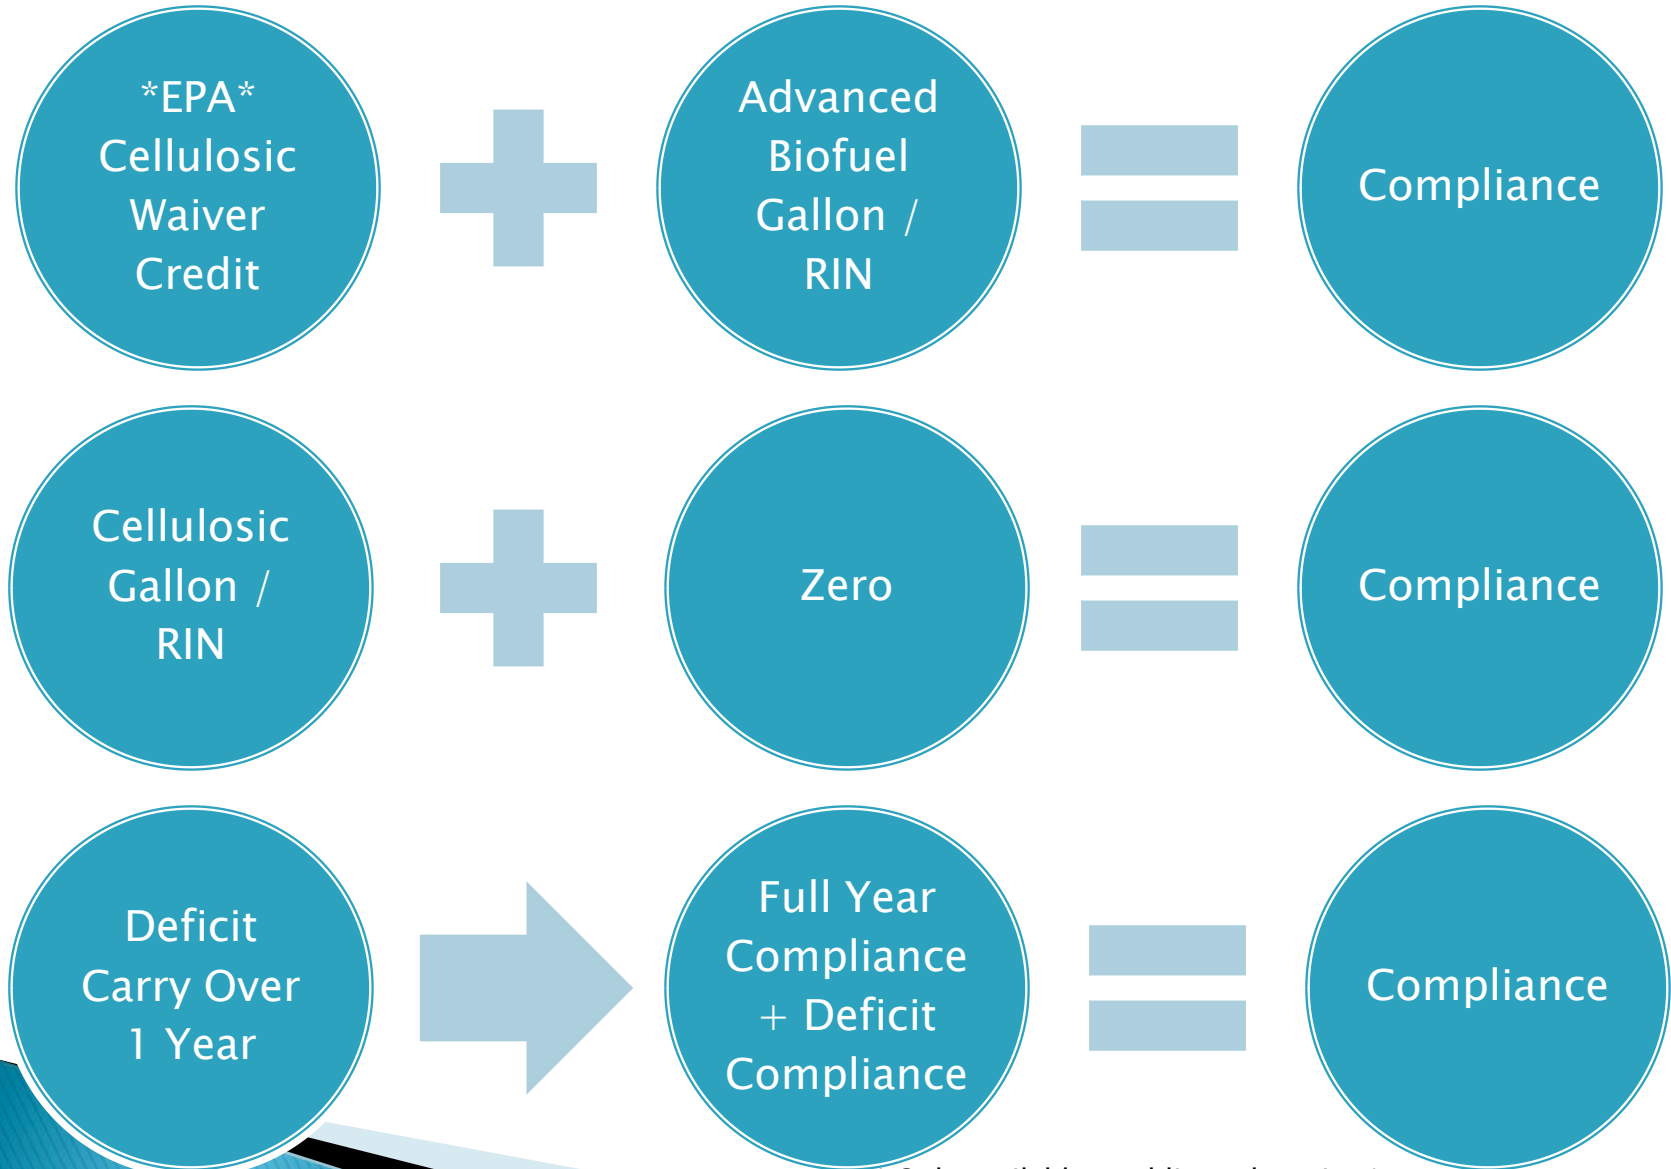 *EPA*
Cellulosic
Waiver
Credit
Advanced
Biofuel
Gallon /
RIN
Compliance
Cellulosic
Gallon /
RIN
Zero
Compliance
Deficit
Carry Over
1 Year
Full Year
Compliance
+ Deficit
Compliance
Compliance